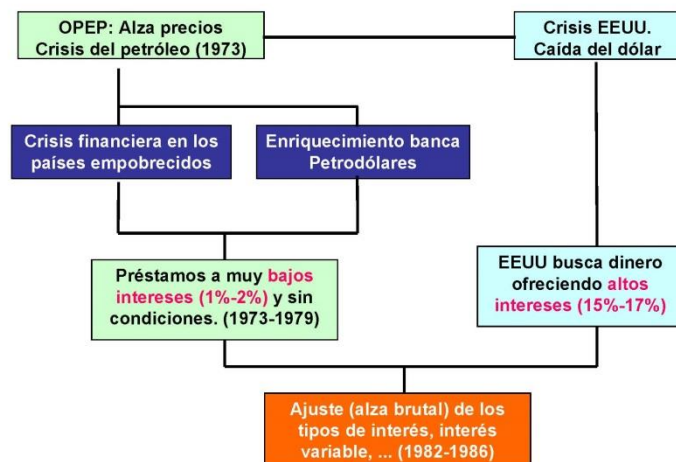 OPEP: Alza precios
Crisis del petróleo (1973)
Crisis EEUU.
Caída del dólar
Crisis financiera en los
países empobrecidos
Enriquecimiento banca
Petrodólares
Préstamos a muy bajos
intereses (1%-2%) y sin
condiciones. (1973-1979)
EEUU busca dinero
ofreciendo altos
intereses (15%-17%)
Ajuste (alza brutal) de los
tipos de interés, interés
variable, ... (1982-1986)